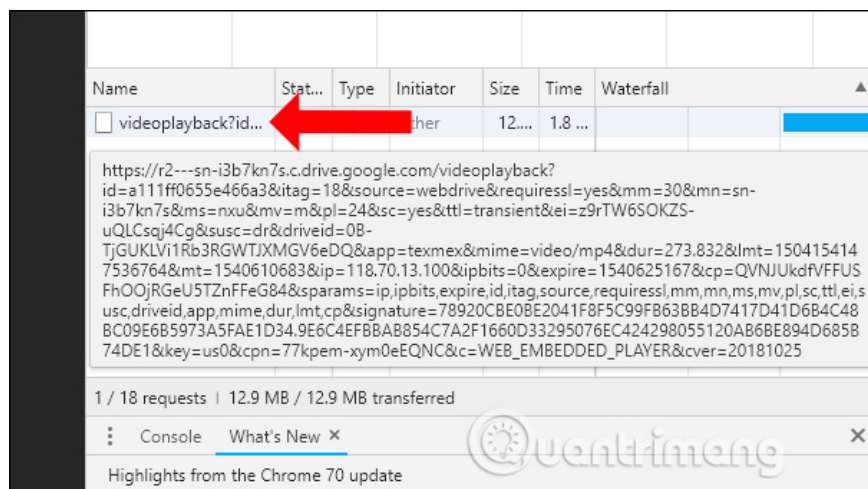 Name Stat... Type Initiator Size Time Waterfall
videoplayback?id... ther 12.... 1.8 ...
https://r2---sn-i3b7kn7s.c.drive.google.com/videoplayback?
id=a111ff0655e466a3&itag=18&source=webdrive&requiressl=yes&mm=30&mn=sn-
i3b7kn7s&ms=nxu&mv=m&pl=24&sc=yes&ttl=transient&ei=z9rTW6SOKZS-
uQLCsqj4Cg&susc=dr&driveid=0B-
TjGUKLVi1Rb3RGWTJXMGV6eDQ&app=texmex&mime=video/mp4&dur=273.832&lmt=150415414
7536764&mt=1540610683&ip=118.70.13.100&ipbits=0&expire=1540625167&cp=QVNJUkdfVFFUS
FhOOjRGeU5TZnFFeG84&sparams=ip,ipbits,expire,id,itag,source,requiressl,mm,mn,ms,mv,pl,sc,ttl,ei,s
usc,driveid,app,mime,dur,lmt,cp&signature=78920CBE0BE2041F8F5C99FB63BB4D7417D41D6B4C48
BC09E6B5973A5FAE1D34.9E6C4EFBBAB854C7A2F1660D33295076EC424298055120AB6BE894D685B
74DE1&key=us0&cpn=77kpem-xym0eEQNC&c=WEB_EMBEDDED_PLAYER&cver=20181025
1 / 18 requests | 12.9 MB / 12.9 MB transferred
Console What's New ×
Quantrimang
Highlights from the Chrome 70 update